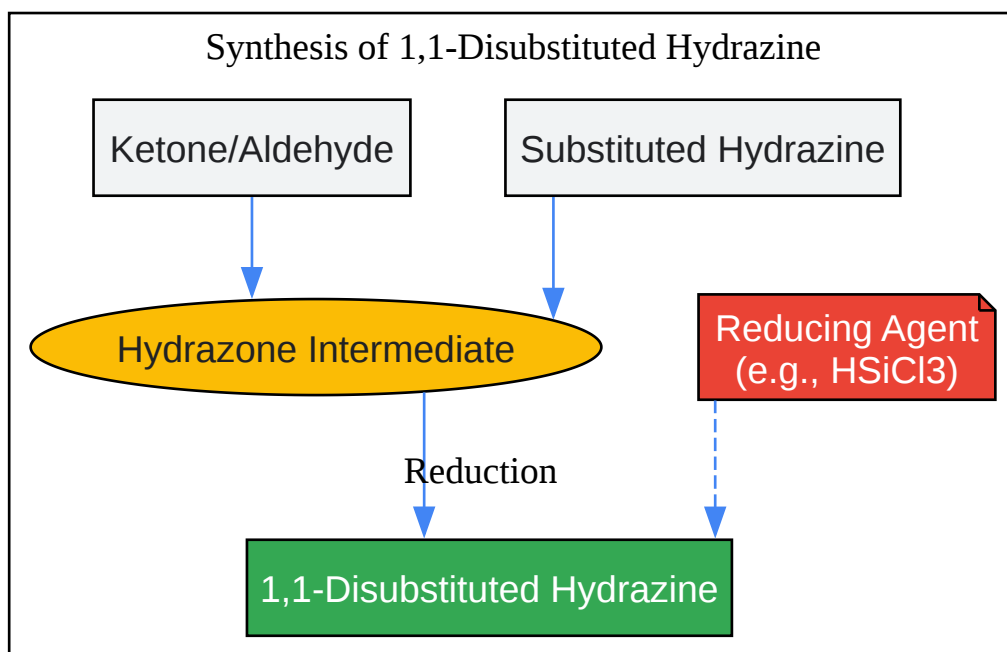 Synthesis of 1,1-Disubstituted Hydrazine
Ketone/Aldehyde
Substituted Hydrazine
Hydrazone Intermediate
Reducing Agent
(e.g., HSiCl3)
Reduction
1,1-Disubstituted Hydrazine